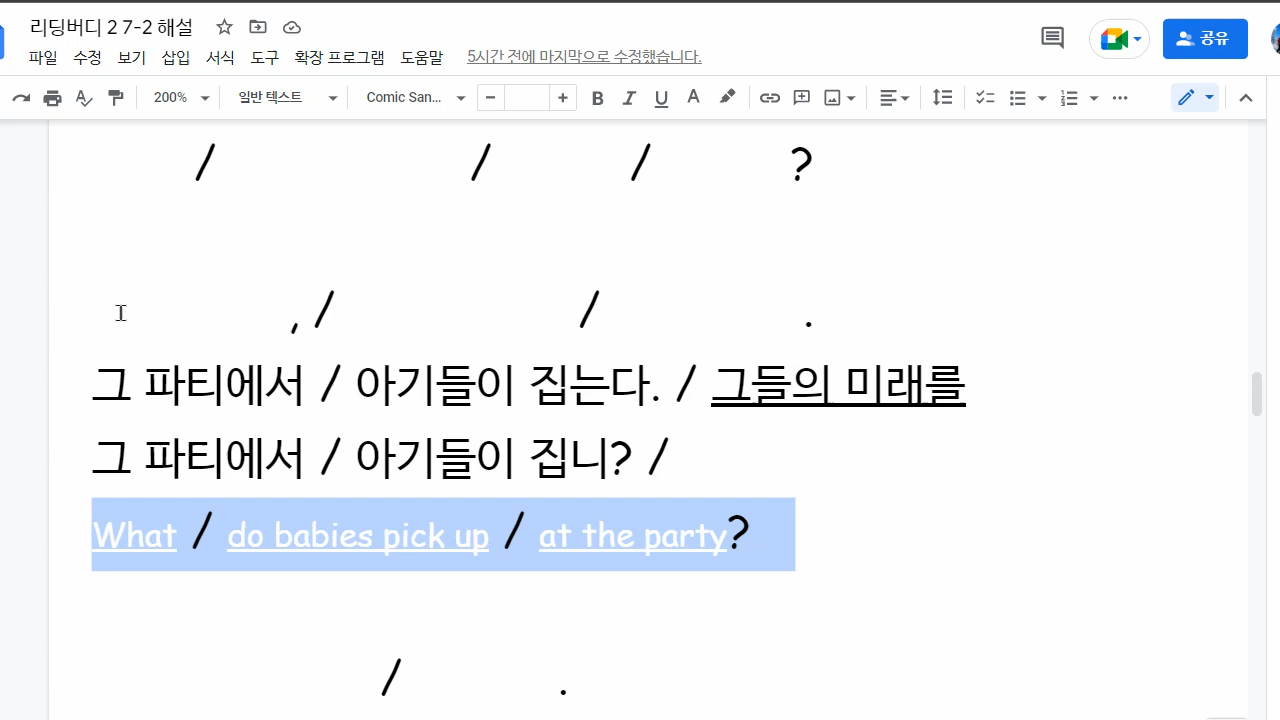 리딩버디 2 7-2 해설
파일 수정 보기 삽입 서식 도구 확장 프로그램 도움말 5시간 전에 마지막으로 수정했습니다.
공유
200% 일반 텍스트 Comic San... − + B I U A
/ / / ?
, / / .
그 파티에서 / 아기들이 집는다. / 그들의 미래를
그 파티에서 / 아기들이 집니? /
What / do babies pick up / at the party?
/ .